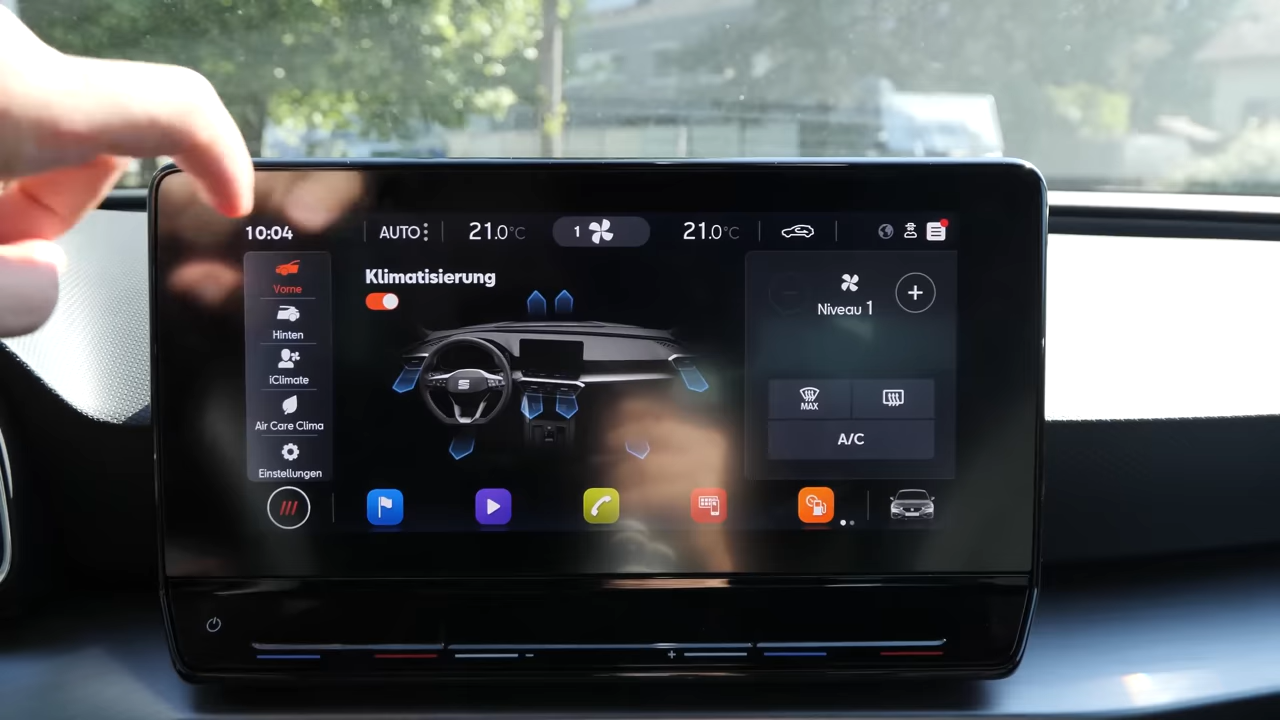 10:04
AUTO
21.0°C
1
21.0°C
Vorne
Hinten
iClimate
Air Care Clima
Einstellungen
Klimatisierung
Niveau 1
MAX
A/C